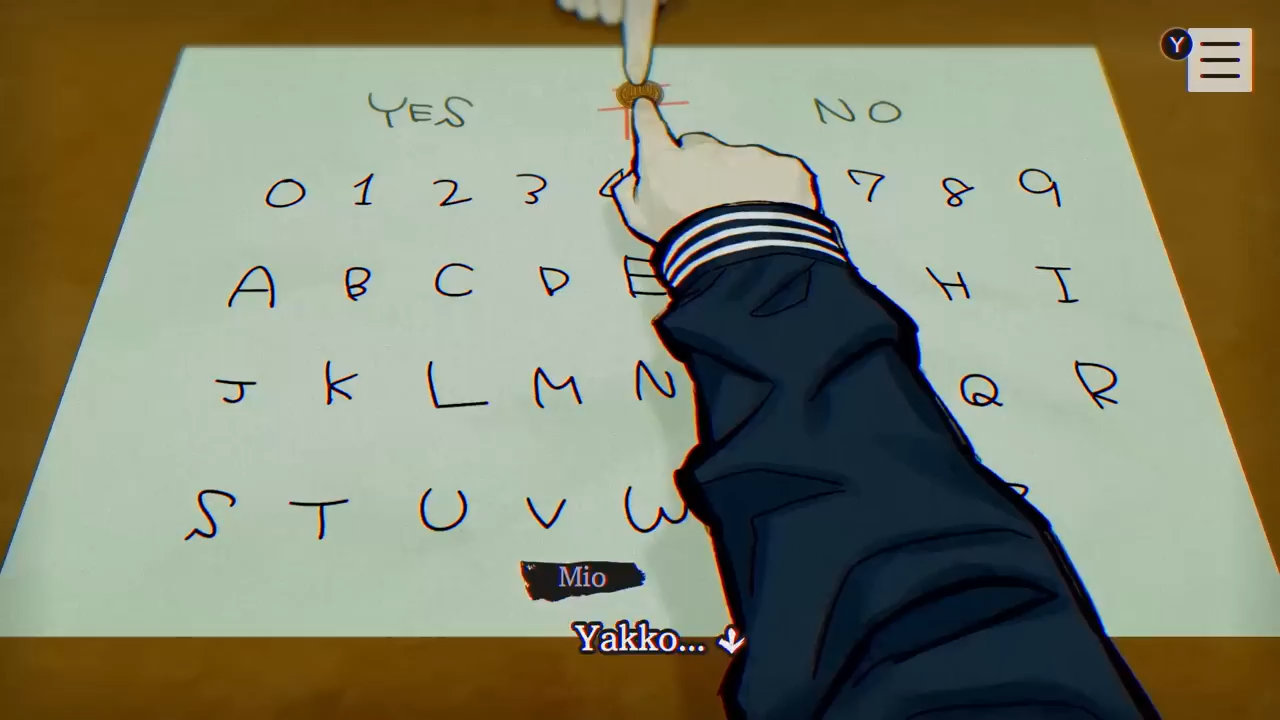 Y
YES NO
0 1 2 3 7 8 9
A B C D E H I
J K L M N Q R
S T U V W
Mio
Yakko...